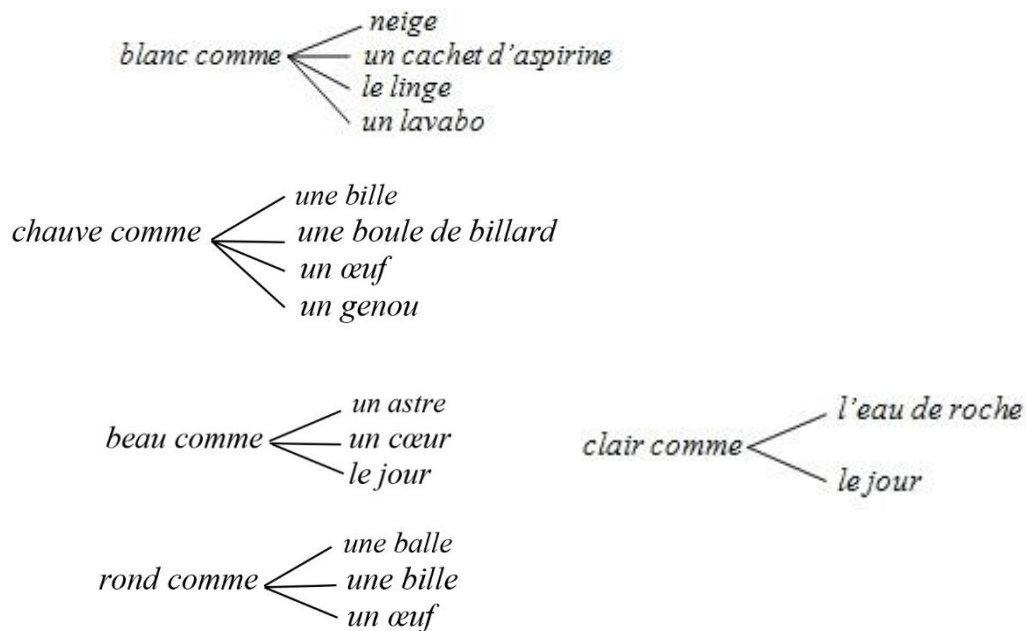 neige
blanc comme un cachet d'aspirine
le linge
un lavabo
une bille
chauve comme une boule de billard
un œuf
un genou
un astre
beau comme un cœur
le jour
l'eau de roche
clair comme
le jour
une balle
rond comme une bille
un œuf